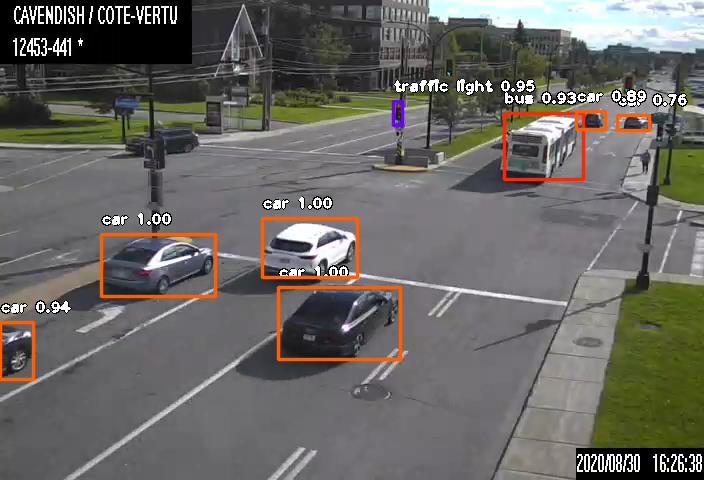 CAVENDISH / COTE-VERTU
12453-441 *
traffic light 0.95
bus 0.93
car 0.89
0.76
car 1.00
car 1.00
car 1.00
car 0.94
2020/08/30 16:26:38